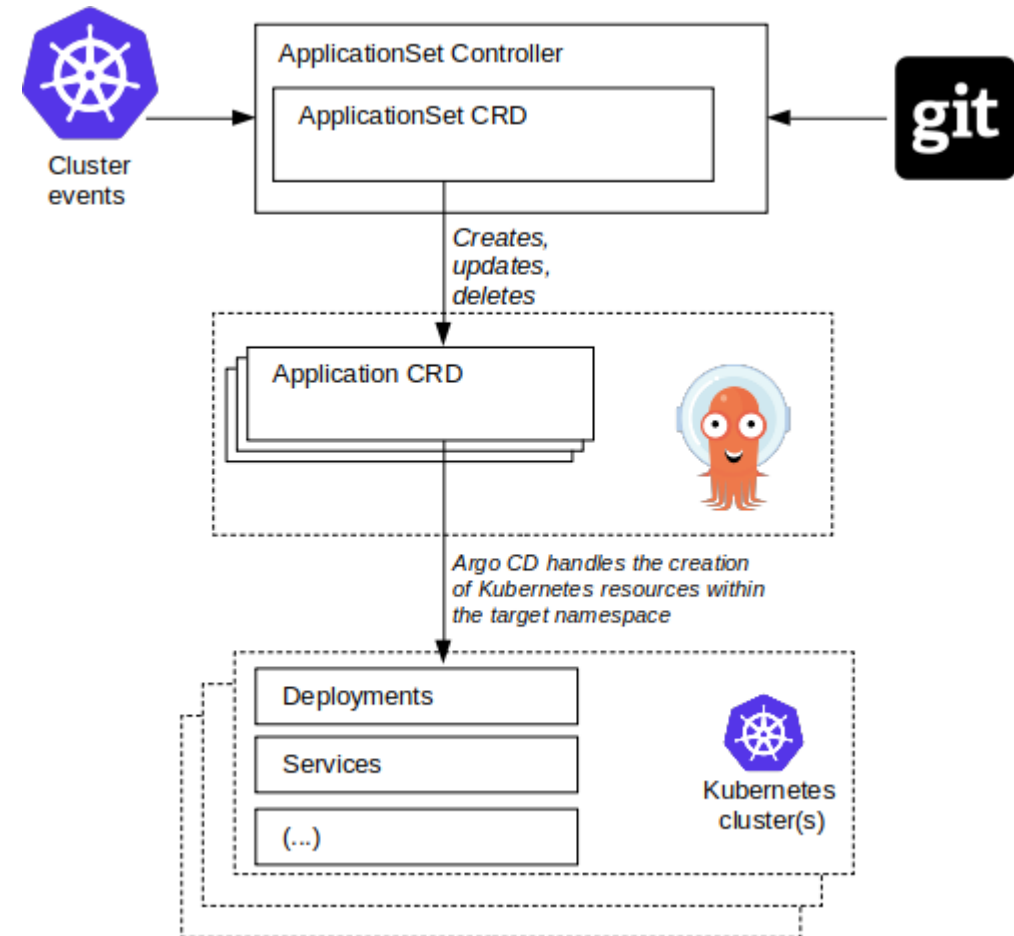 ApplicationSet Controller
ApplicationSet CRD
git
Cluster
events
Creates,
updates,
deletes
Application CRD
Argo CD handles the creation
of Kubernetes resources within
the target namespace
Deployments
Services
(...)
Kubernetes
cluster(s)